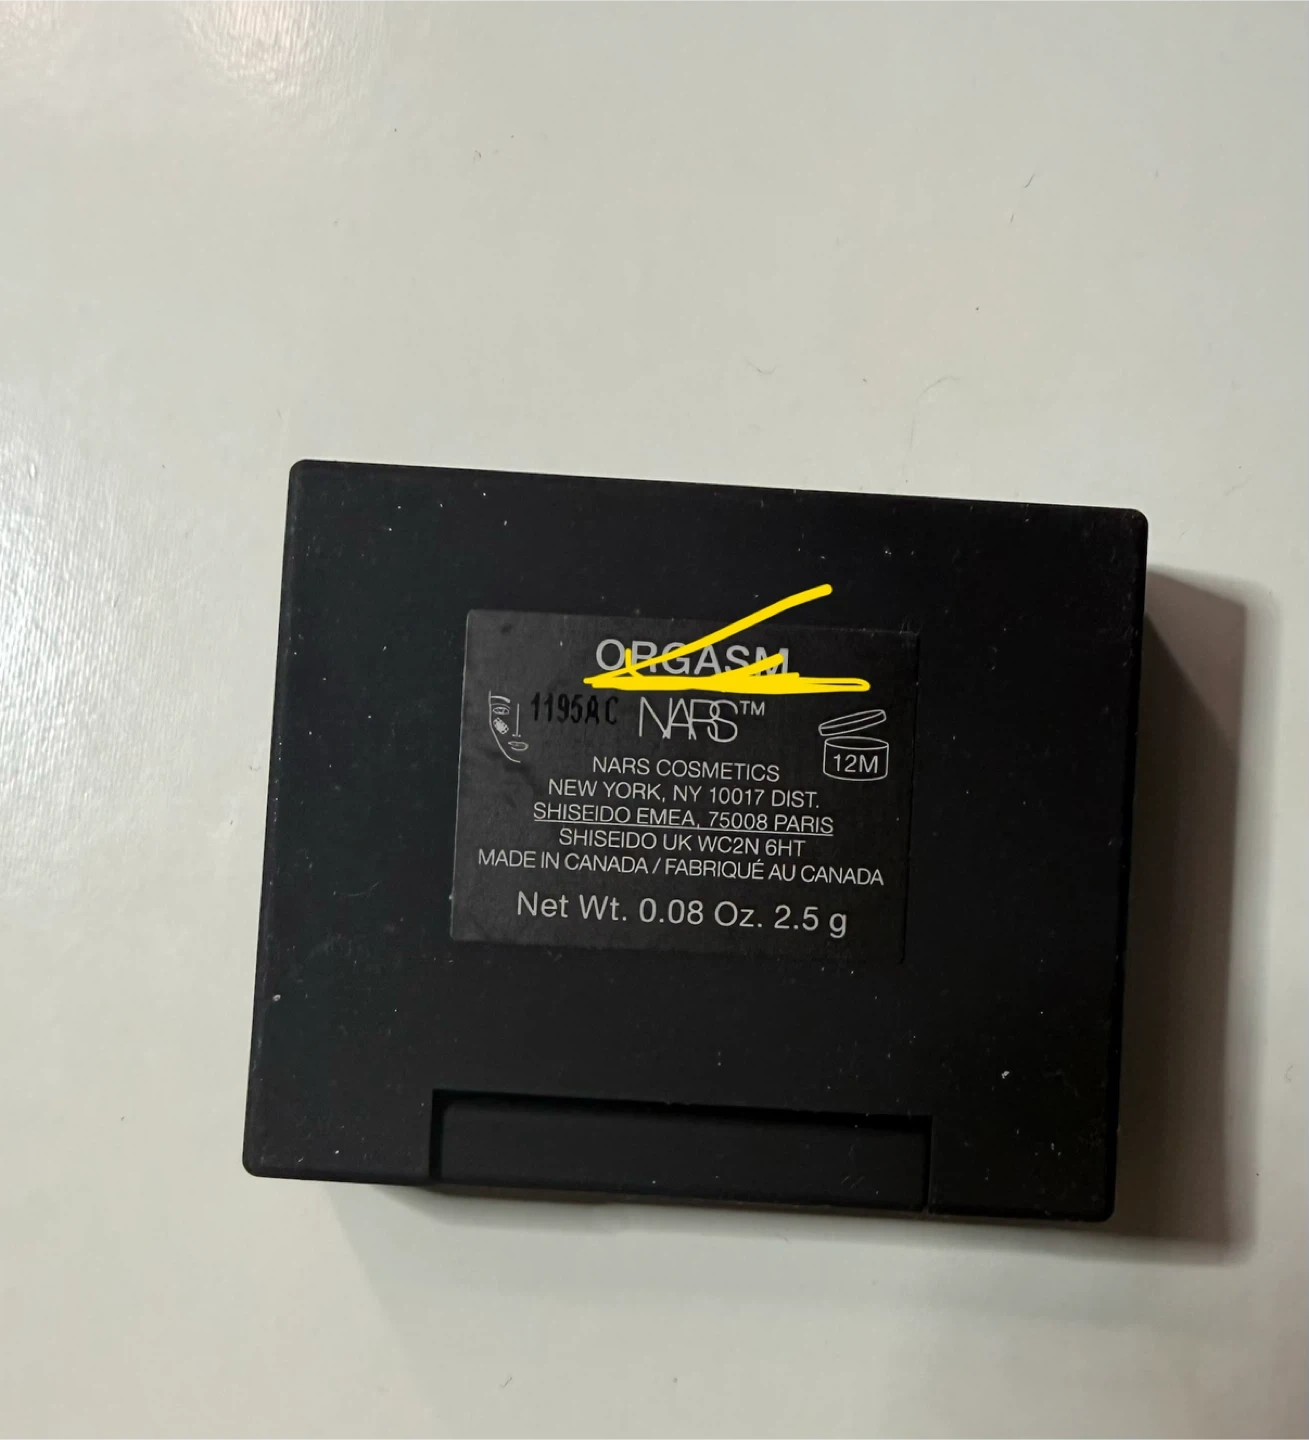 ORGASM
1195AC NARS™
12M
NARS COSMETICS
NEW YORK, NY 10017 DIST.
SHISEIDO EMEA, 75008 PARIS
SHISEIDO UK WC2N 6HT
MADE IN CANADA / FABRIQUÉ AU CANADA
Net Wt. 0.08 Oz. 2.5 g